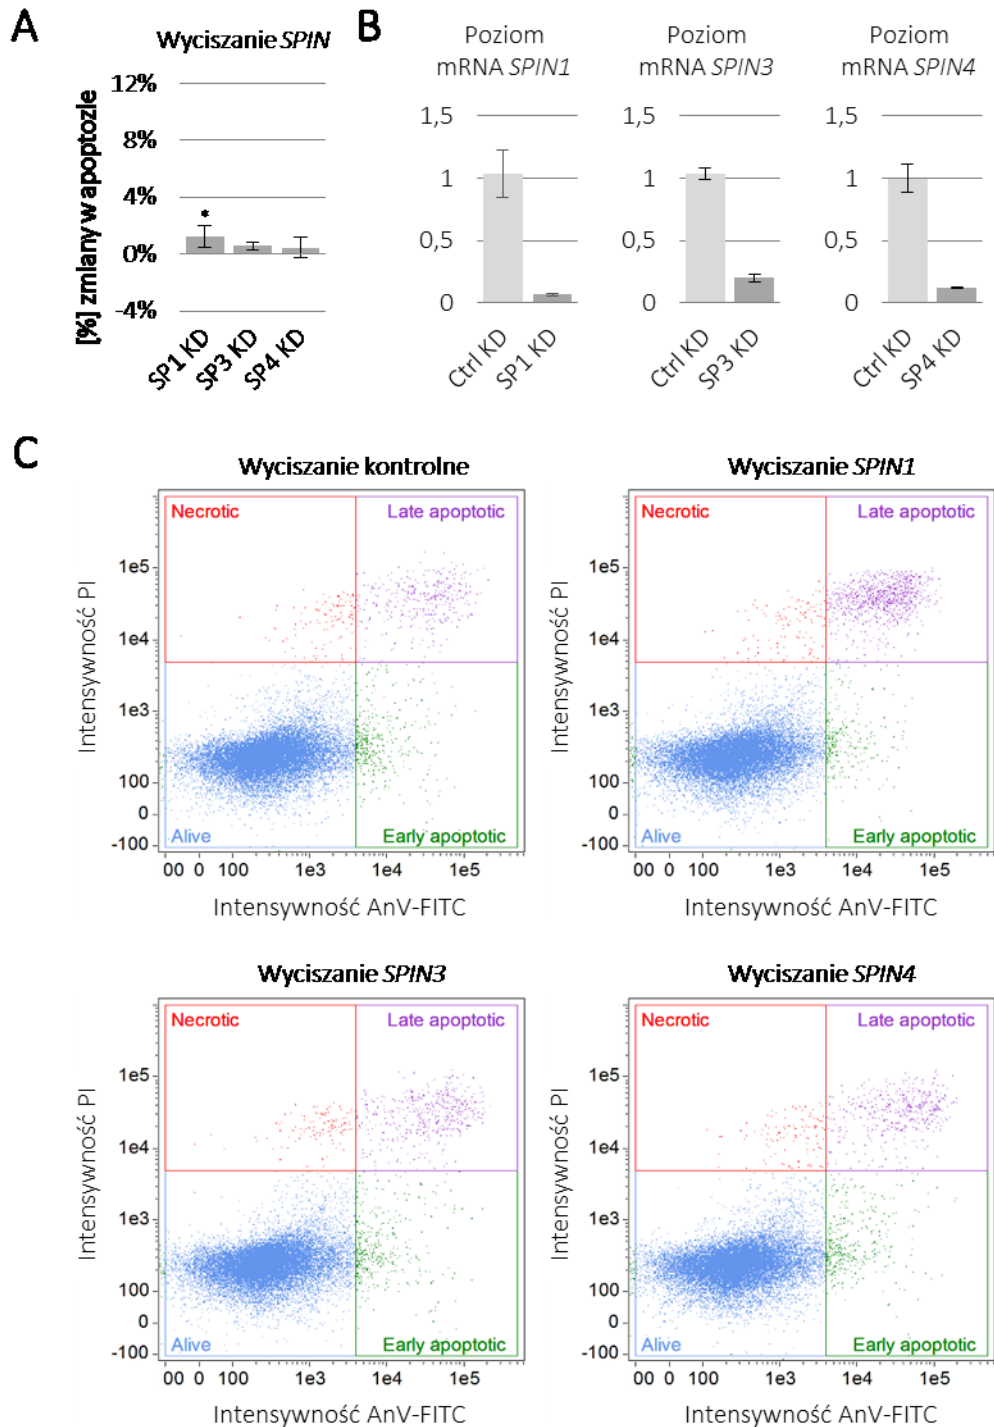 A
Wyciszanie SPIN
[%] zmiany w apoptozie
12%
8%
4%
0%
-4%
*
SP1 KD
SP3 KD
SP4 KD
B
Poziom
mRNA SPIN1
1,5
1
0,5
0
Ctrl KD
SP1 KD
Poziom
mRNA SPIN3
1,5
1
0,5
0
Ctrl KD
SP3 KD
Poziom
mRNA SPIN4
1,5
1
0,5
0
Ctrl KD
SP4 KD
C
Wyciszanie kontrolne
Necrotic
Late apoptotic
Intensywność PI
1e5
1e4
1e3
100
0
-100
Alive
Early apoptotic
00 0 100 1e3 1e4 1e5
Intensywność AnV-FITC
Wyciszanie SPIN1
Necrotic
Late apoptotic
Intensywność PI
1e5
1e4
1e3
100
0
-100
Alive
Early apoptotic
00 0 100 1e3 1e4 1e5
Intensywność AnV-FITC
Wyciszanie SPIN3
Necrotic
Late apoptotic
Intensywność PI
1e5
1e4
1e3
100
0
-100
Alive
Early apoptotic
00 0 100 1e3 1e4 1e5
Intensywność AnV-FITC
Wyciszanie SPIN4
Necrotic
Late apoptotic
Intensywność PI
1e5
1e4
1e3
100
0
-100
Alive
Early apoptotic
00 0 100 1e3 1e4 1e5
Intensywność AnV-FITC